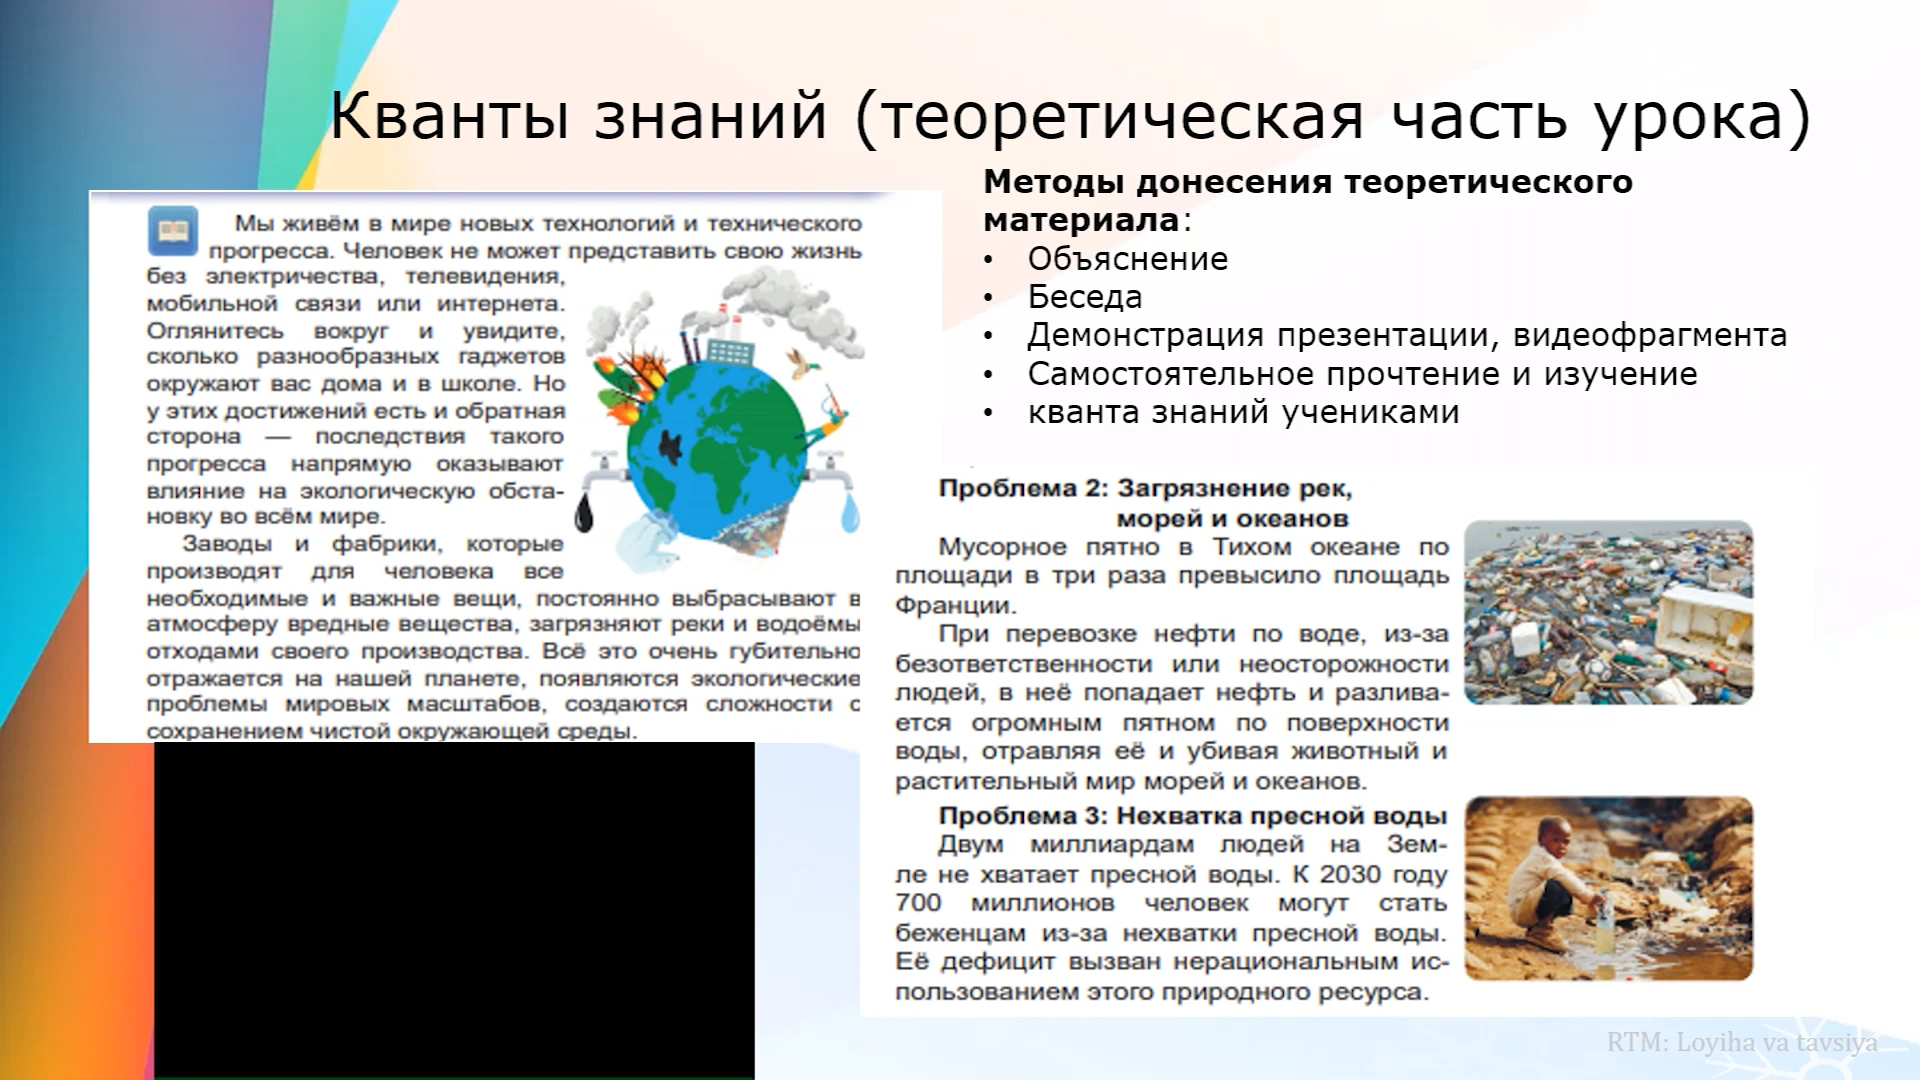 Кванты знаний (теоретическая часть урока)
Мы живём в мире новых технологий и технического
прогресса. Человек не может представить свою жизнь
без электричества, телевидения,
мобильной связи или интернета.
Оглянитесь вокруг и увидите,
сколько разнообразных гаджетов
окружают вас дома и в школе. Но
у этих достижений есть и обратная
сторона — последствия такого
прогресса напрямую оказывают
влияние на экологическую обста-
новку во всём мире.
Заводы и фабрики, которые
производят для человека все
необходимые и важные вещи, постоянно выбрасывают в
атмосферу вредные вещества, загрязняют реки и водоёмы
отходами своего производства. Всё это очень губительно
отражается на нашей планете, появляются экологические
проблемы мировых масштабов, создаются сложности с
сохранением чистой окружающей среды.
Методы донесения теоретического
материала:
• Объяснение
• Беседа
• Демонстрация презентации, видеофрагмента
• Самостоятельное прочтение и изучение
• кванта знаний учениками
Проблема 2: Загрязнение рек,
морей и океанов
Мусорное пятно в Тихом океане по
площади в три раза превысило площадь
Франции.
При перевозке нефти по воде, из-за
безответственности или неосторожности
людей, в неё попадает нефть и разлива-
ется огромным пятном по поверхности
воды, отравляя её и убивая животный и
растительный мир морей и океанов.
Проблема 3: Нехватка пресной воды
Двум миллиардам людей на Зем-
ле не хватает пресной воды. К 2030 году
700 миллионов человек могут стать
беженцам из-за нехватки пресной воды.
Её дефицит вызван нерациональным ис-
пользованием этого природного ресурса.
RTM: Loyiha va tavsiya